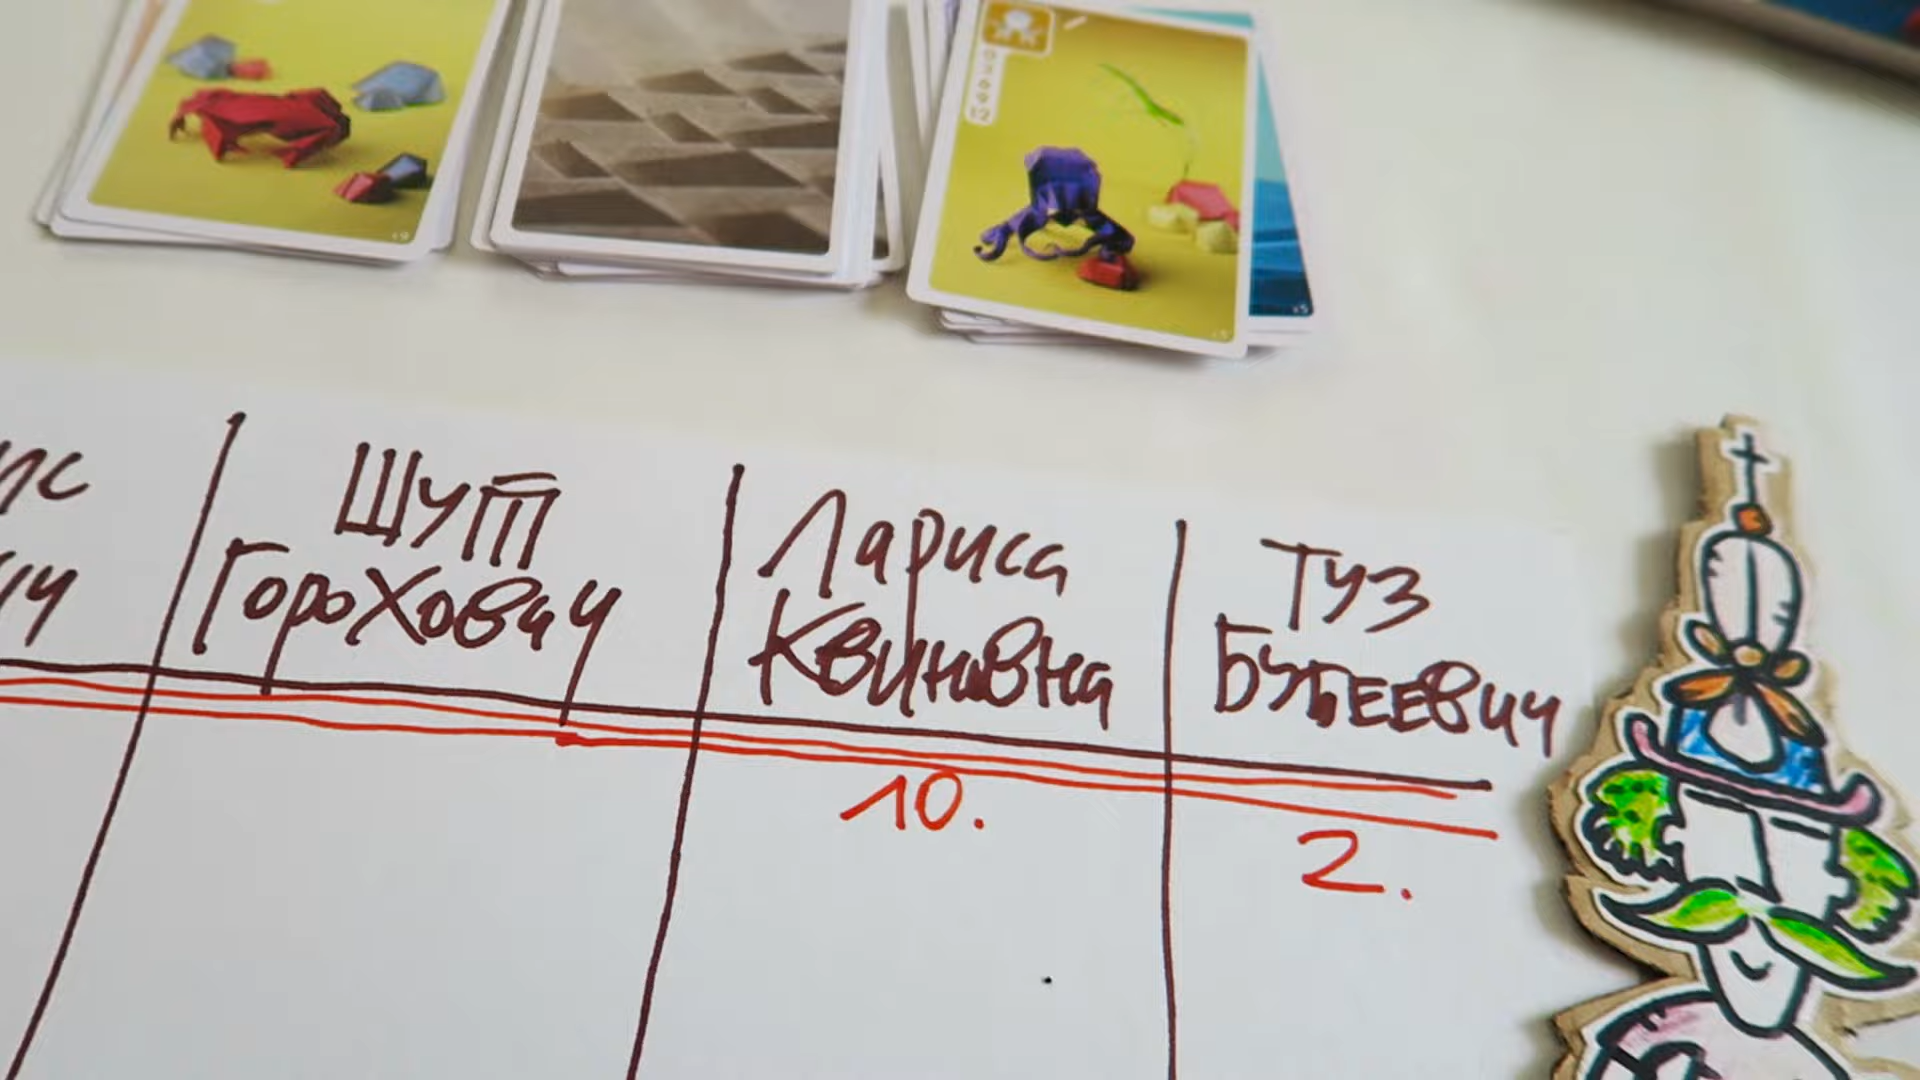 Шут
Горохович
Лариса
Квиновна
Туз
Бубеевич
10.
2.